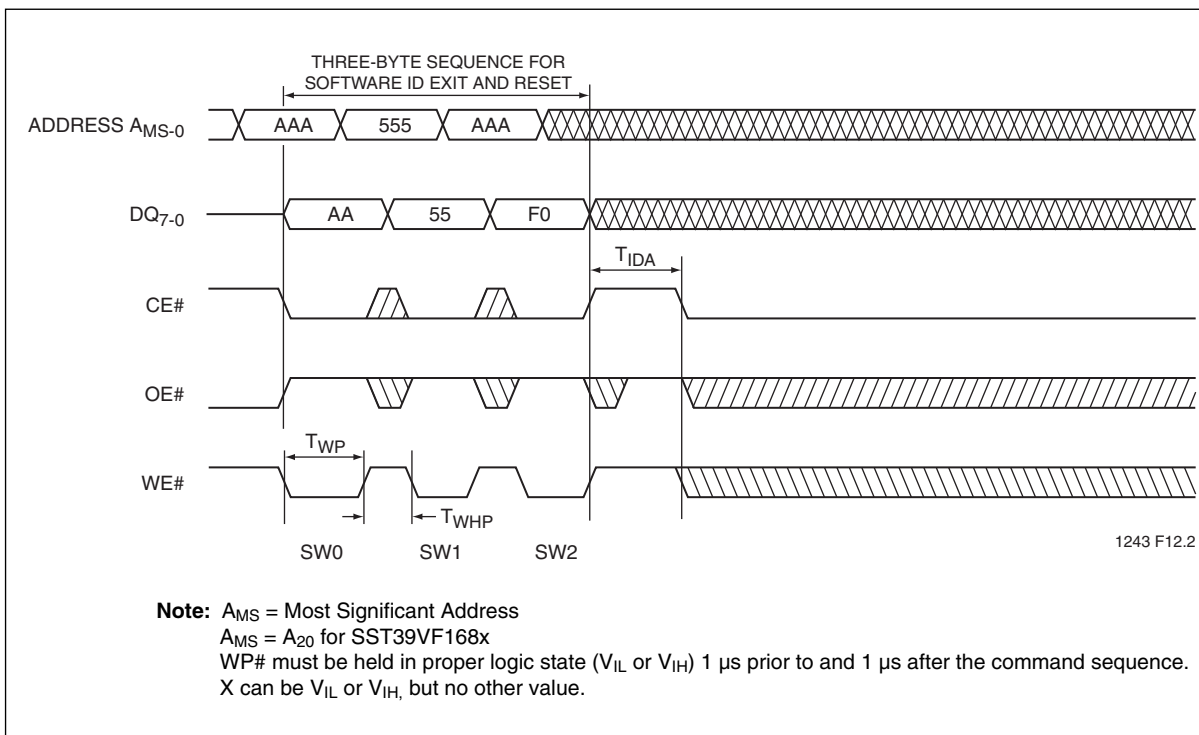 THREE-BYTE SEQUENCE FOR
SOFTWARE ID EXIT AND RESET
ADDRESS AMS-0
AAA 555 AAA
DQ7-0
AA 55 F0
TIDA
CE#
OE#
TWP
WE#
TWHP
SW0 SW1 SW2
1243 F12.2
Note: AMS = Most Significant Address
AMS = A20 for SST39VF168x
WP# must be held in proper logic state (VIL or VIH) 1 µs prior to and 1 µs after the command sequence.
X can be VIL or VIH, but no other value.